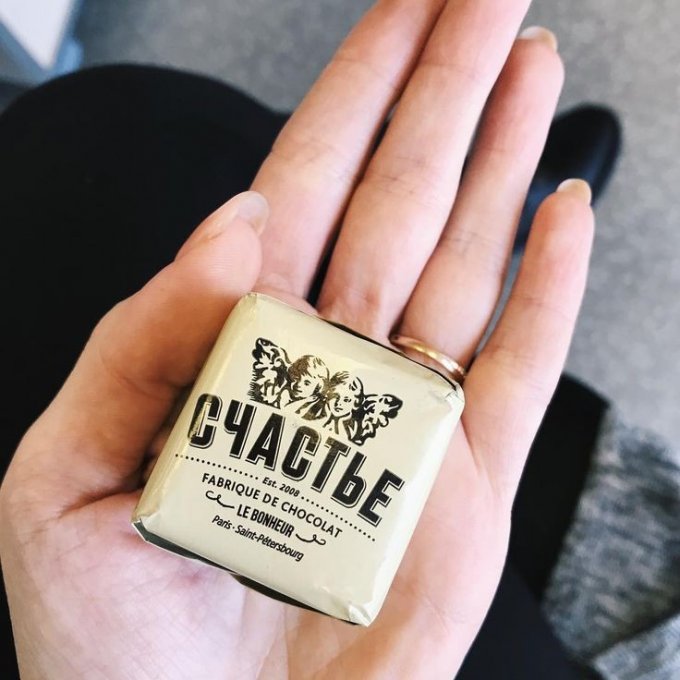 СЧАСТЬЕ
Est. 2008
FABRIQUE DE CHOCOLAT
LE BONHEUR
Paris · Saint-Pétersbourg